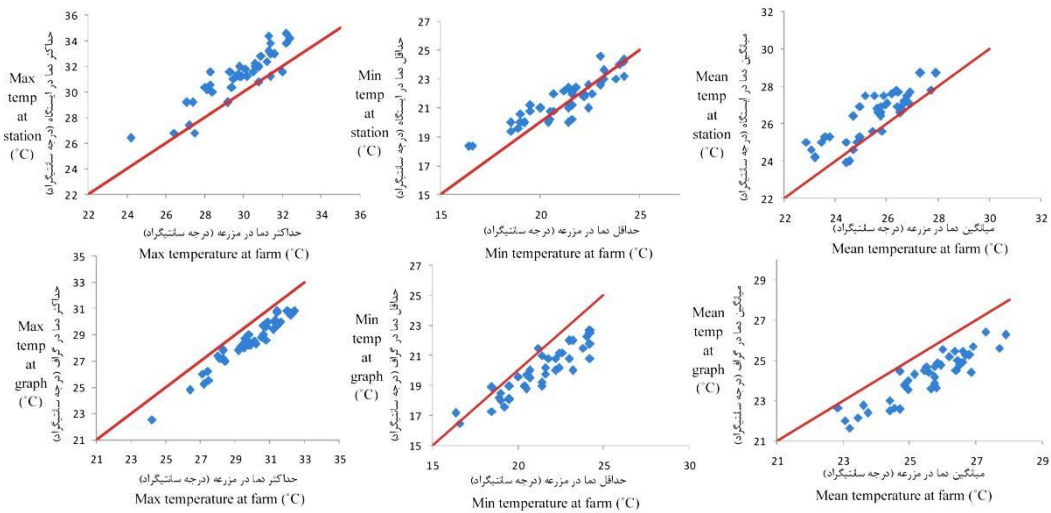 36
34
32
30
28
26
24
22
Max
temp
at
station
(˚C)
حداکثر دما در ایستگاه (درجه سانتیگراد)
22 24 26 28 30 32 34 36
حداکثر دما در مزرعه (درجه سانتیگراد)
Max temperature at farm (˚C)
27
25
23
21
19
17
15
Min
temp
at
station
(˚C)
حداقل دما در ایستگاه (درجه سانتیگراد)
15 20 25
حداقل دما در مزرعه (درجه سانتیگراد)
Min temperature at farm (˚C)
32
30
28
26
24
22
Mean
temp
at
station
(˚C)
میانگین دما در ایستگاه (درجه سانتیگراد)
22 24 26 28 30 32
میانگین دما در مزرعه (درجه سانتیگراد)
Mean temperature at farm (˚C)
35
33
31
29
27
25
23
21
Max
temp
at
graph
(˚C)
حداکثر دما در گراف (درجه سانتیگراد)
21 23 25 27 29 31 33 35
حداکثر دما در مزرعه (درجه سانتیگراد)
Max temperature at farm (˚C)
27
25
23
21
19
17
15
Min
temp
at
graph
(˚C)
حداقل دما در گراف (درجه سانتیگراد)
15 20 25 30
حداقل دما در مزرعه (درجه سانتیگراد)
Min temperature at farm (˚C)
29
27
25
23
21
Mean
temp
at
graph
(˚C)
میانگین دما در گراف (درجه سانتیگراد)
21 23 25 27 29
میانگین دما در مزرعه (درجه سانتیگراد)
Mean temperature at farm (˚C)